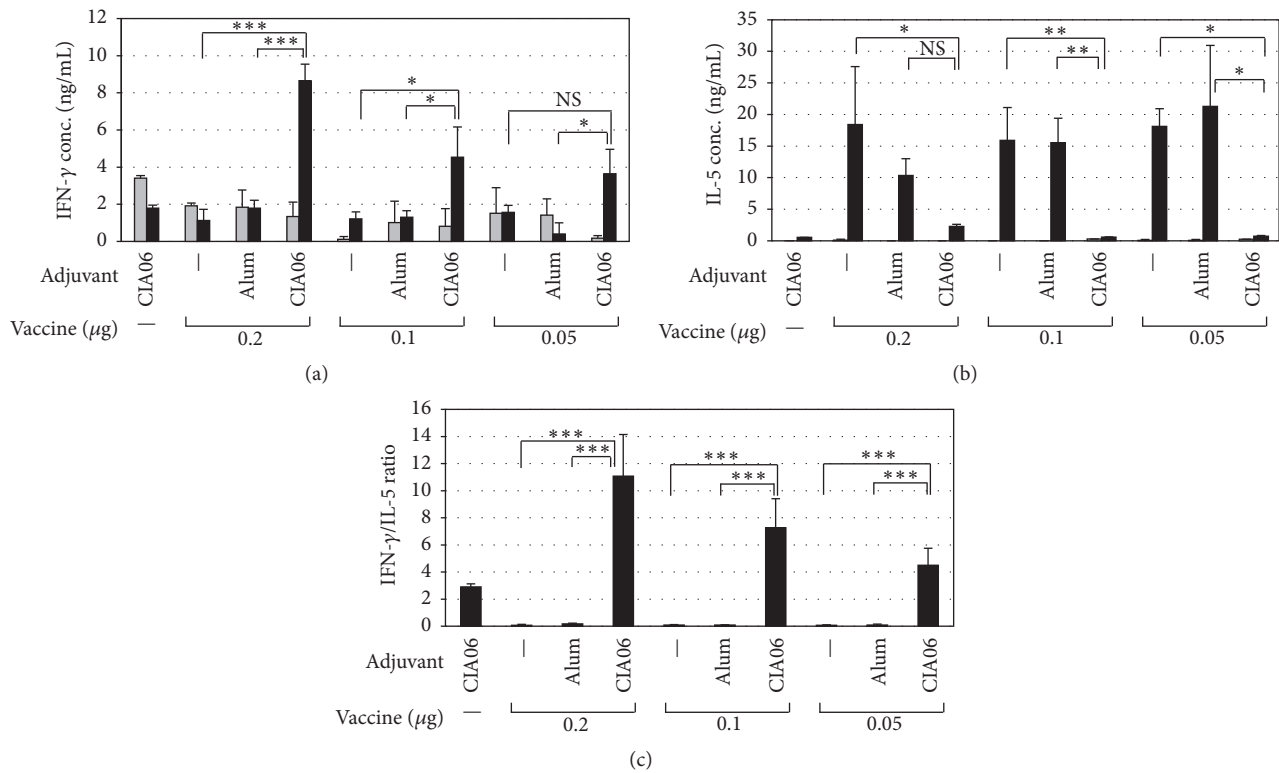 12
10
8
6
4
2
0
IFN-γ conc. (ng/mL)
***
***
*
*
NS
*
Adjuvant
CIA06
—
Alum
CIA06
—
Alum
CIA06
—
Alum
CIA06
Vaccine (μg)
—
0.2
0.1
0.05
(a)
35
30
25
20
15
10
5
0
IL-5 conc. (ng/mL)
*
NS
**
**
*
*
Adjuvant
CIA06
—
Alum
CIA06
—
Alum
CIA06
—
Alum
CIA06
Vaccine (μg)
—
0.2
0.1
0.05
(b)
16
14
12
10
8
6
4
2
0
IFN-γ/IL-5 ratio
***
***
***
***
***
***
Adjuvant
CIA06
—
Alum
CIA06
—
Alum
CIA06
—
Alum
CIA06
Vaccine (μg)
—
0.2
0.1
0.05
(c)